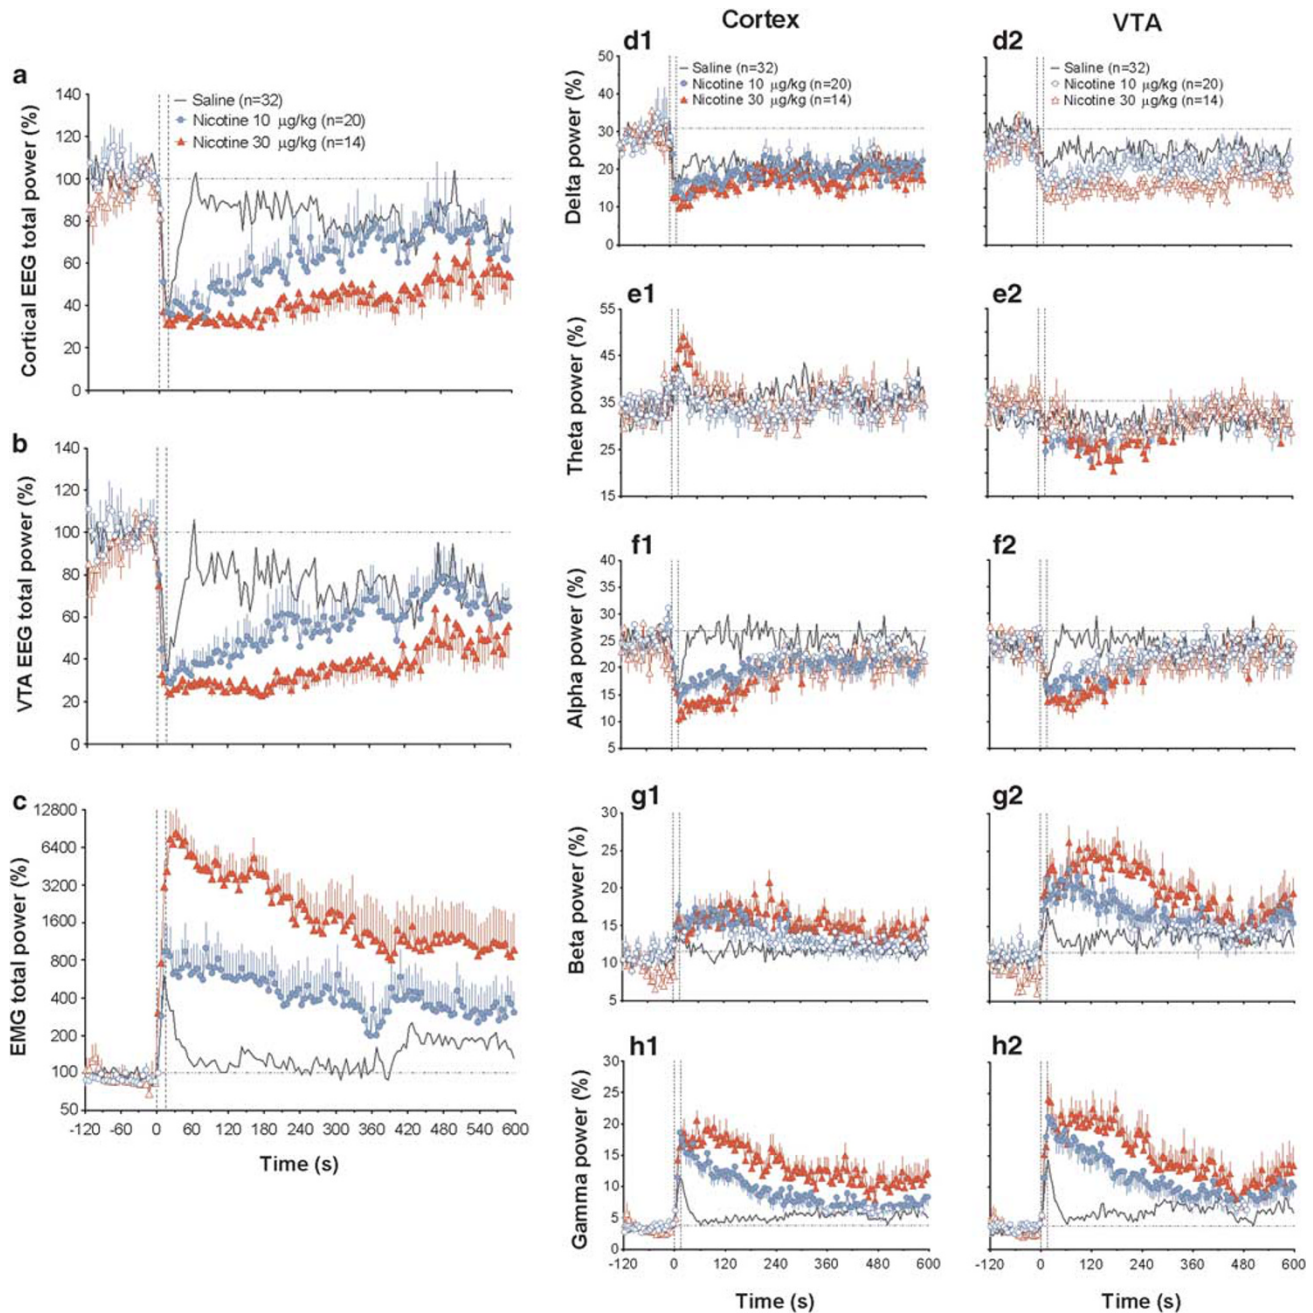 Cortex
VTA
a
Saline (n=32)
Nicotine 10 µg/kg (n=20)
Nicotine 30 µg/kg (n=14)
Cortical EEG total power (%)
140
120
100
80
60
40
20
0
b
VTA EEG total power (%)
140
120
100
80
60
40
20
0
c
EMG total power (%)
12800
6400
3200
1600
800
400
200
100
50
-120 -60 0 60 120 180 240 300 360 420 480 540 600
Time (s)
d1
Saline (n=32)
Nicotine 10 µg/kg (n=20)
Nicotine 30 µg/kg (n=14)
Delta power (%)
50
40
30
20
10
0
d2
Saline (n=32)
Nicotine 10 µg/kg (n=20)
Nicotine 30 µg/kg (n=14)
e1
Theta power (%)
55
45
35
25
15
e2
f1
Alpha power (%)
40
35
30
25
20
15
10
5
f2
g1
Beta power (%)
30
25
20
15
10
5
g2
h1
Gamma power (%)
30
25
20
15
10
5
0
-120 0 120 240 360 480 600
Time (s)
h2
-120 0 120 240 360 480 600
Time (s)